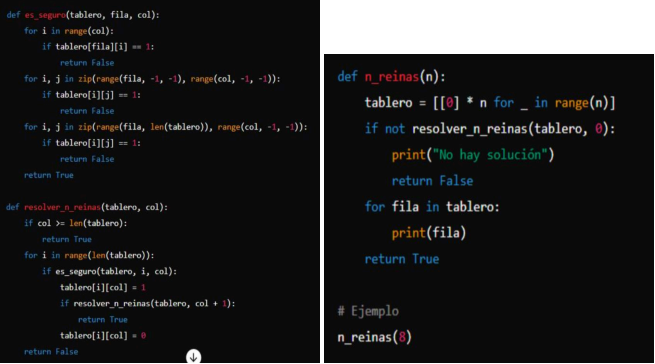 def es_seguro(tablero, fila, col):
    for i in range(col):
        if tablero[fila][i] == 1:
            return False
    for i, j in zip(range(fila, -1, -1), range(col, -1, -1)):
        if tablero[i][j] == 1:
            return False
    for i, j in zip(range(fila, len(tablero)), range(col, -1, -1)):
        if tablero[i][j] == 1:
            return False
    return True

def resolver_n_reinas(tablero, col):
    if col >= len(tablero):
        return True
    for i in range(len(tablero)):
        if es_seguro(tablero, i, col):
            tablero[i][col] = 1
            if resolver_n_reinas(tablero, col + 1):
                return True
            tablero[i][col] = 0
    return False

def n_reinas(n):
    tablero = [[0] * n for _ in range(n)]
    if not resolver_n_reinas(tablero, 0):
        print("No hay solución")
        return False
    for fila in tablero:
        print(fila)
    return True

# Ejemplo
n_reinas(8)